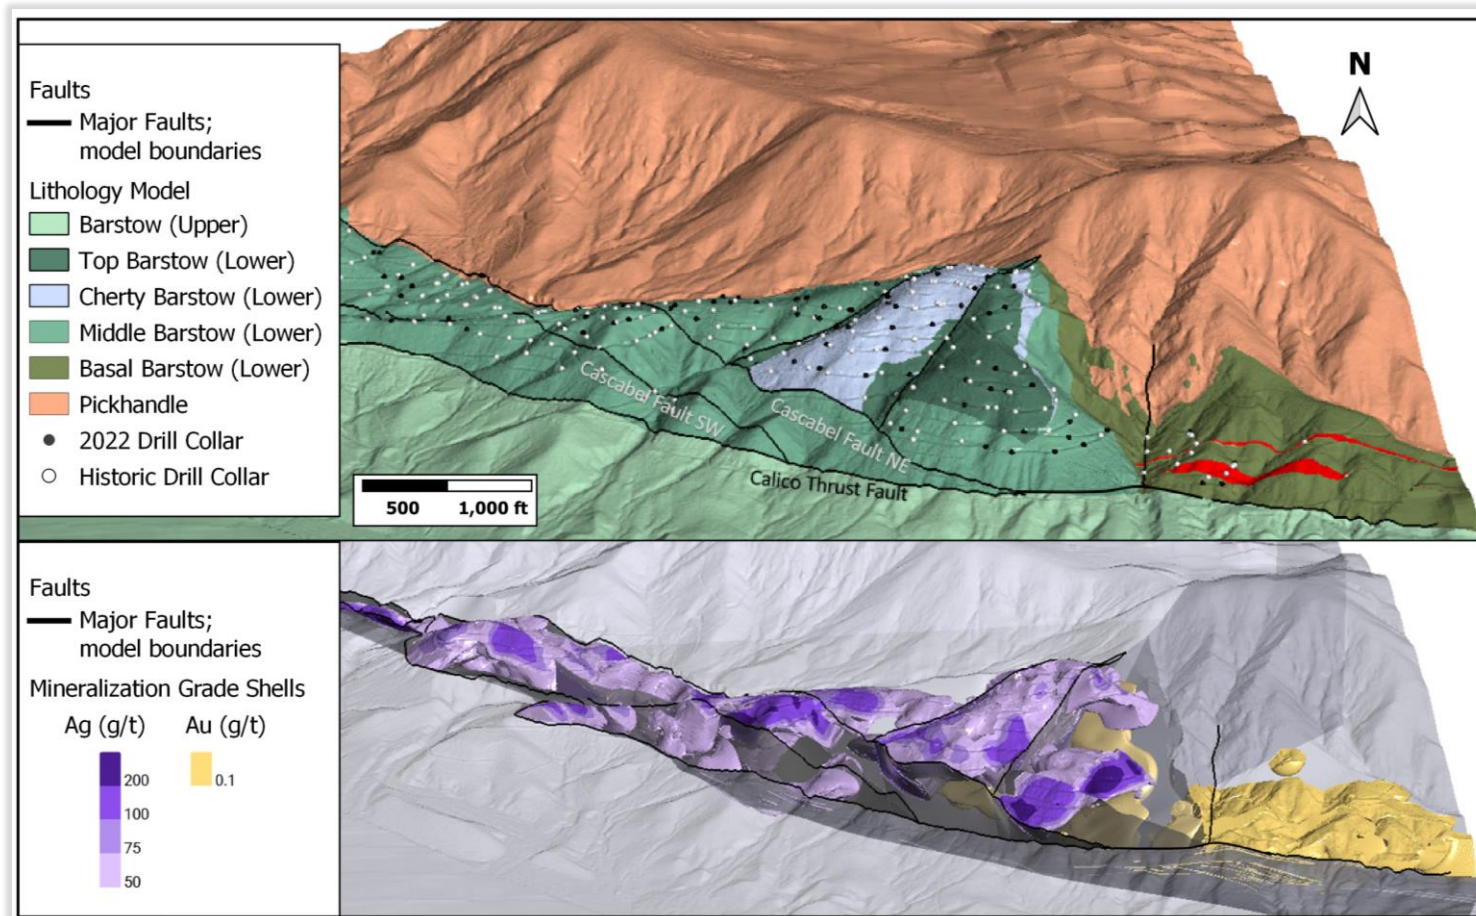 Faults
Major Faults;
model boundaries
Lithology Model
Barstow (Upper)
Top Barstow (Lower)
Cherty Barstow (Lower)
Middle Barstow (Lower)
Basal Barstow (Lower)
Pickhandle
2022 Drill Collar
Historic Drill Collar
N
Cascabel Fault SW
Cascabel Fault NE
Calico Thrust Fault
500 1,000 ft
Faults
Major Faults;
model boundaries
Mineralization Grade Shells
Ag (g/t) Au (g/t)
200 0.1
100
75
50